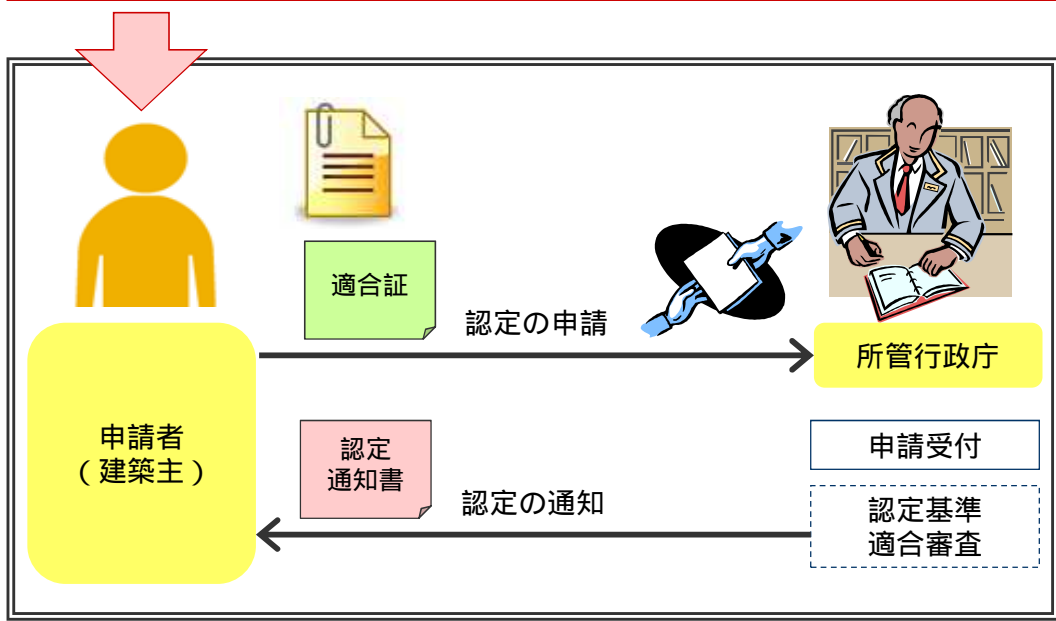 適合証
認定の申請
所管行政庁
申請者
（建築主）
認定
通知書
認定の通知
申請受付
認定基準
適合審査